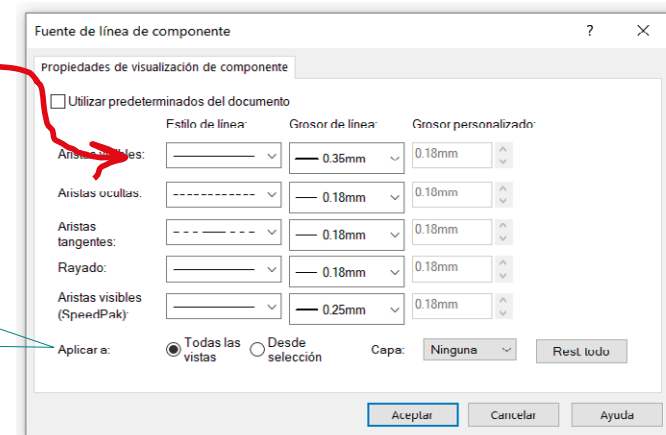 Fuente de línea de componente ? ×
Propiedades de visualización de componente
Utilizar predeterminados del documento
Estilo de línea: Grosor de línea: Grosor personalizado:
Aristas visibles: 0.35mm 0.18mm
Aristas ocultas: 0.18mm 0.18mm
Aristas
tangentes: 0.18mm 0.18mm
Rayado: 0.18mm 0.18mm
Aristas visibles
(SpeedPak): 0.25mm 0.18mm
Aplicar a: Todas las vistas Desde selección Capa: Ninguna Rest todo
Aceptar Cancelar Ayuda